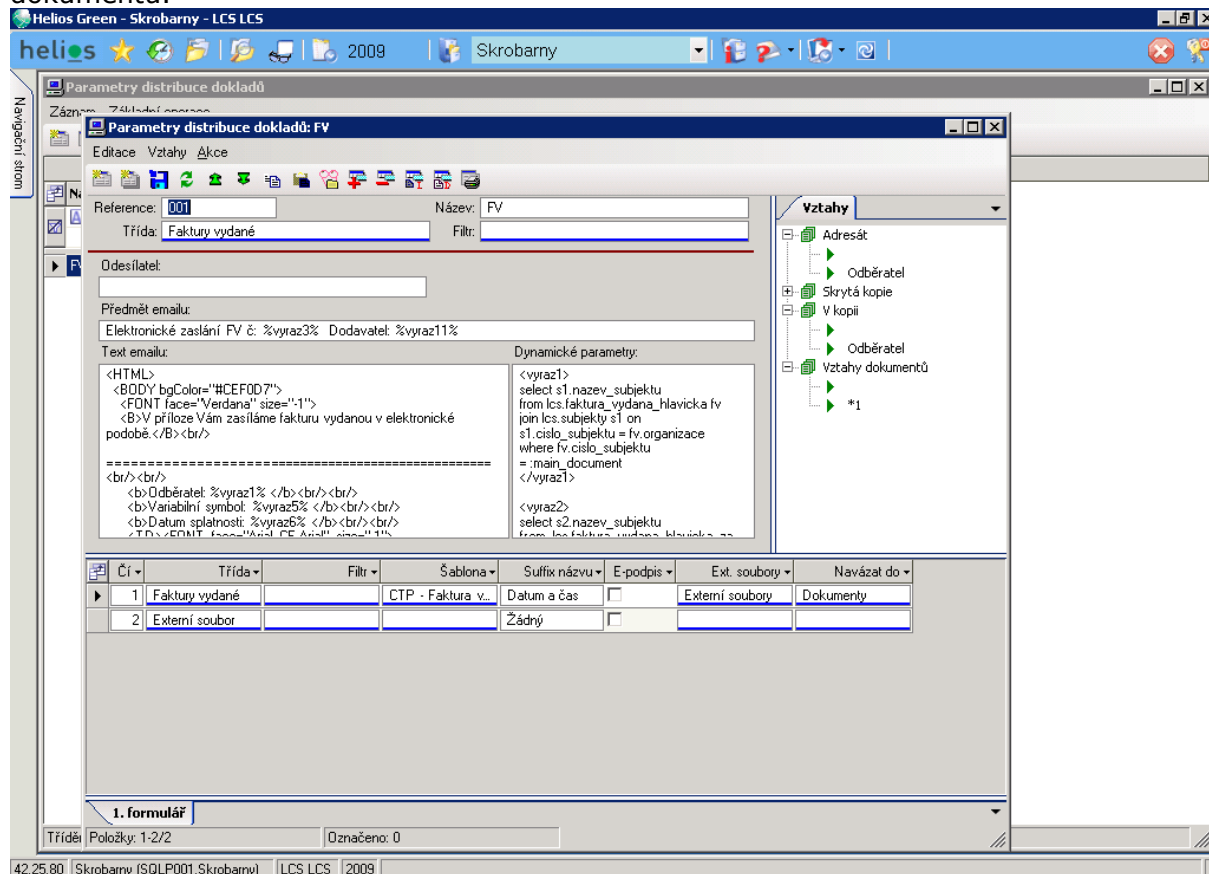 dokumentu.
Helios Green - Skrobarny - LCS LCS
helios 2009 Skrobarny
Navigační strom
Parametry distribuce dokladů
Parametry distribuce dokladů: FV
Editace Vztahy Akce
Reference: 001 Název: FV
Třída: Faktury vydané Filtr:
Odesílatel:
Předmět emailu:
Elektronické zaslání FV č: %vyraz3% Dodavatel: %vyraz11%
Text emailu:
<HTML>
<BODY bgColor="#CEF0D7">
<FONT face="Verdana" size="-1">
<B>V příloze Vám zasíláme fakturu vydanou v elektronické
podobě.</B><br/>
==================================================
<br/><br/>
<b>Odběratel: %vyraz1% </b><br/><br/>
<b>Variabilní symbol: %vyraz5% </b><br/><br/>
<b>Datum splatnosti: %vyraz6% </b><br/><br/>
Dynamické parametry:
<vyraz1>
select s1.nazev_subjektu
from lcs.faktura_vydana_hlavicka fv
join lcs.subjekty s1 on
s1.cislo_subjektu = fv.organizace
where fv.cislo_subjektu
= :main_document
</vyraz1>
<vyraz2>
select s2.nazev_subjektu
Vztahy
Adresát
Odběratel
Skrytá kopie
V kopii
Odběratel
Vztahy dokumentů
*1
Čí Třída Filtr Šablona Suffix názvu E-podpis Ext. soubory Navázat do
1 Faktury vydané CTP - Faktura v... Datum a čas Externí soubory Dokumenty
2 Externí soubor Žádný
1. formulář
Položky: 1-2/2 Označeno: 0
42.25.80 Skrobarny (SQLP001.Skrobarny) LCS LCS 2009